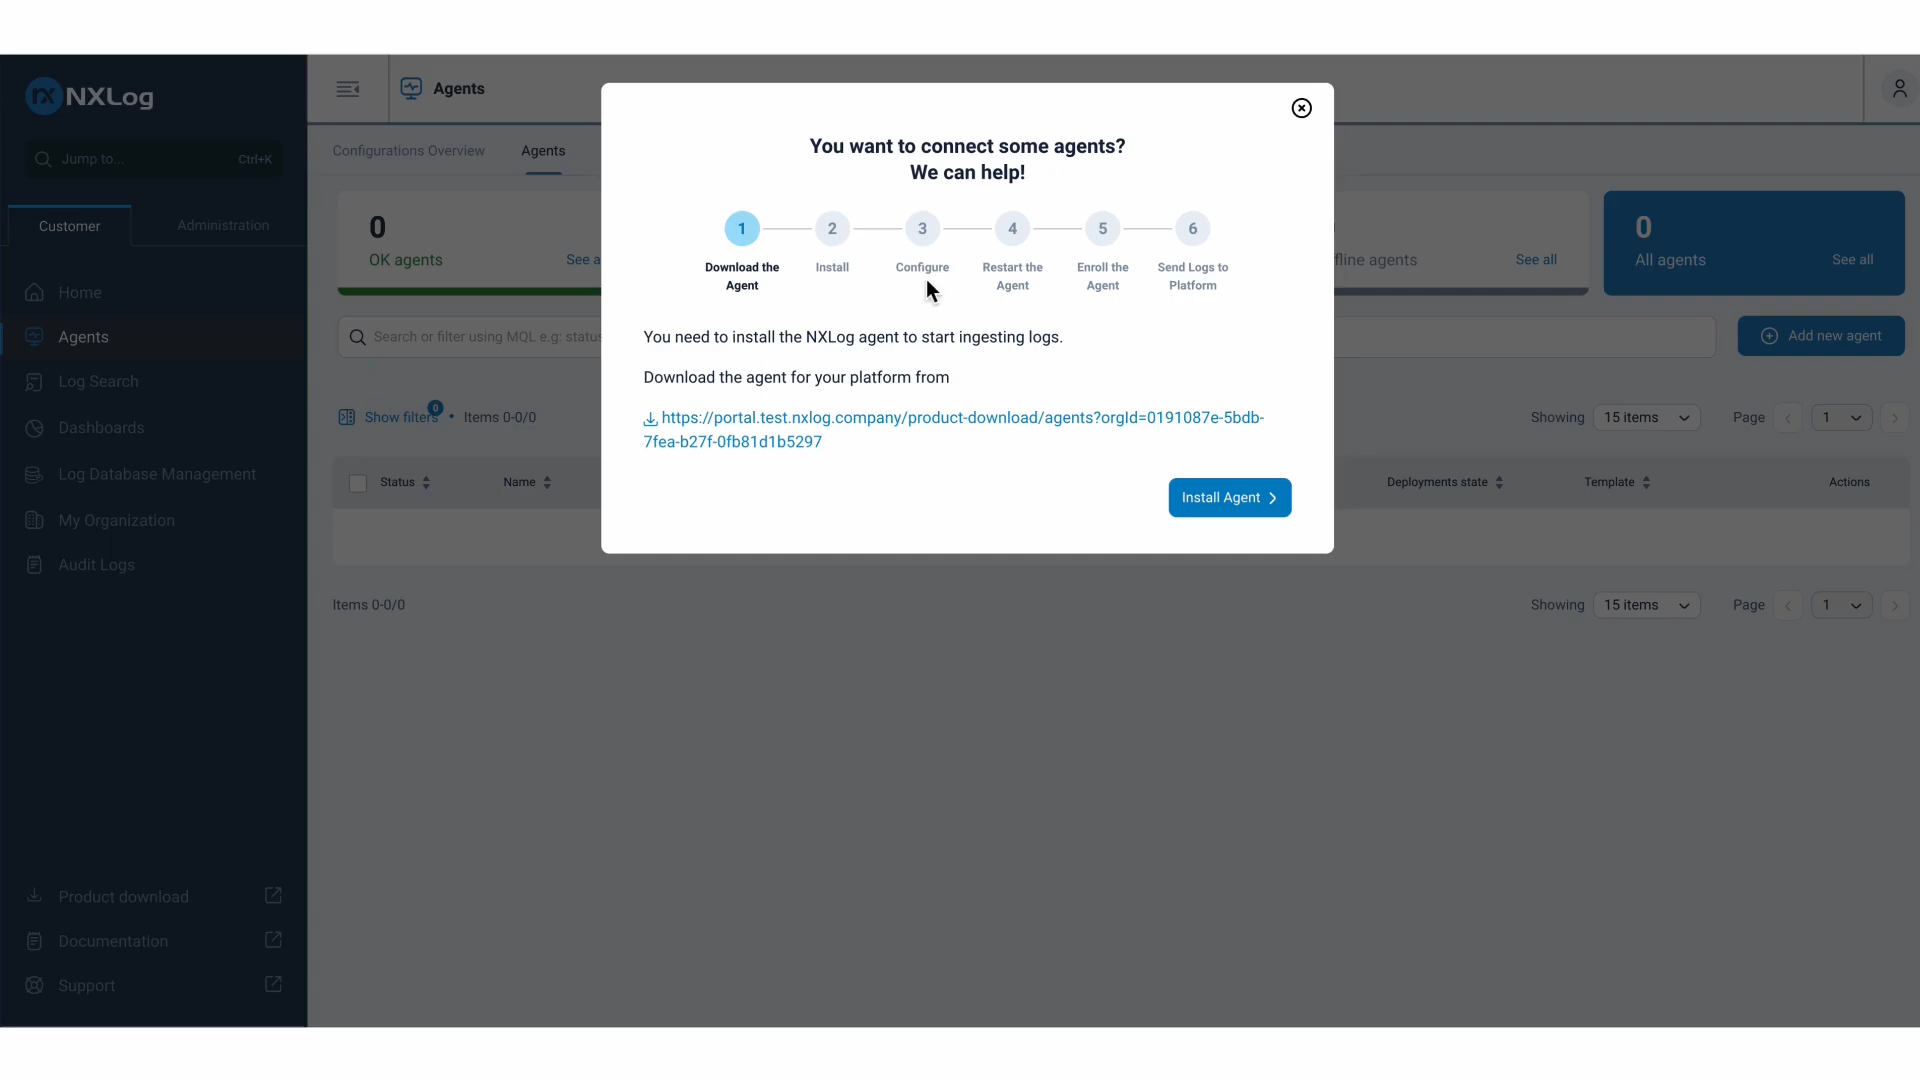 NXLog
Agents
Jump to...
Ctrl+K
Customer
Administration
Home
Agents
Log Search
Dashboards
Log Database Management
My Organization
Audit Logs
Product download
Documentation
Support
Configurations Overview
Agents
0
OK agents
See a
fline agents
See all
0
All agents
See all
Search or filter using MQL e.g: status
Add new agent
Show filters
0
• Items 0-0/0
Showing
15 items
Page
1
Status
Name
Deployments state
Template
Actions
Items 0-0/0
Showing
15 items
Page
1
You want to connect some agents?
We can help!
1
2
3
4
5
6
Download the
Agent
Install
Configure
Restart the
Agent
Enroll the
Agent
Send Logs to
Platform
You need to install the NXLog agent to start ingesting logs.
Download the agent for your platform from
https://portal.test.nxlog.company/product-download/agents?orgId=0191087e-5bdb-
7fea-b27f-0fb81d1b5297
Install Agent